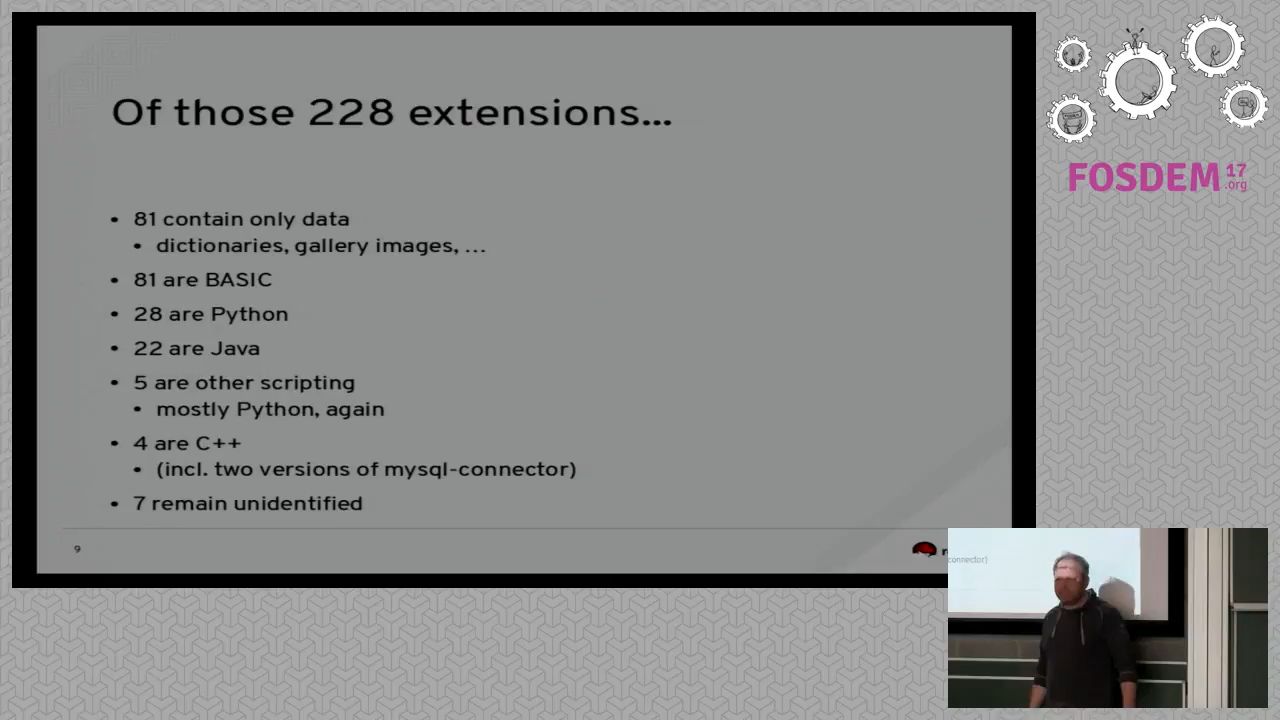 Of those 228 extensions...
• 81 contain only data
• dictionaries, gallery images, ...
• 81 are BASIC
• 28 are Python
• 22 are Java
• 5 are other scripting
• mostly Python, again
• 4 are C++
• (incl. two versions of mysql-connector)
• 7 remain unidentified
9
FOSDEM 17
.org
connector)